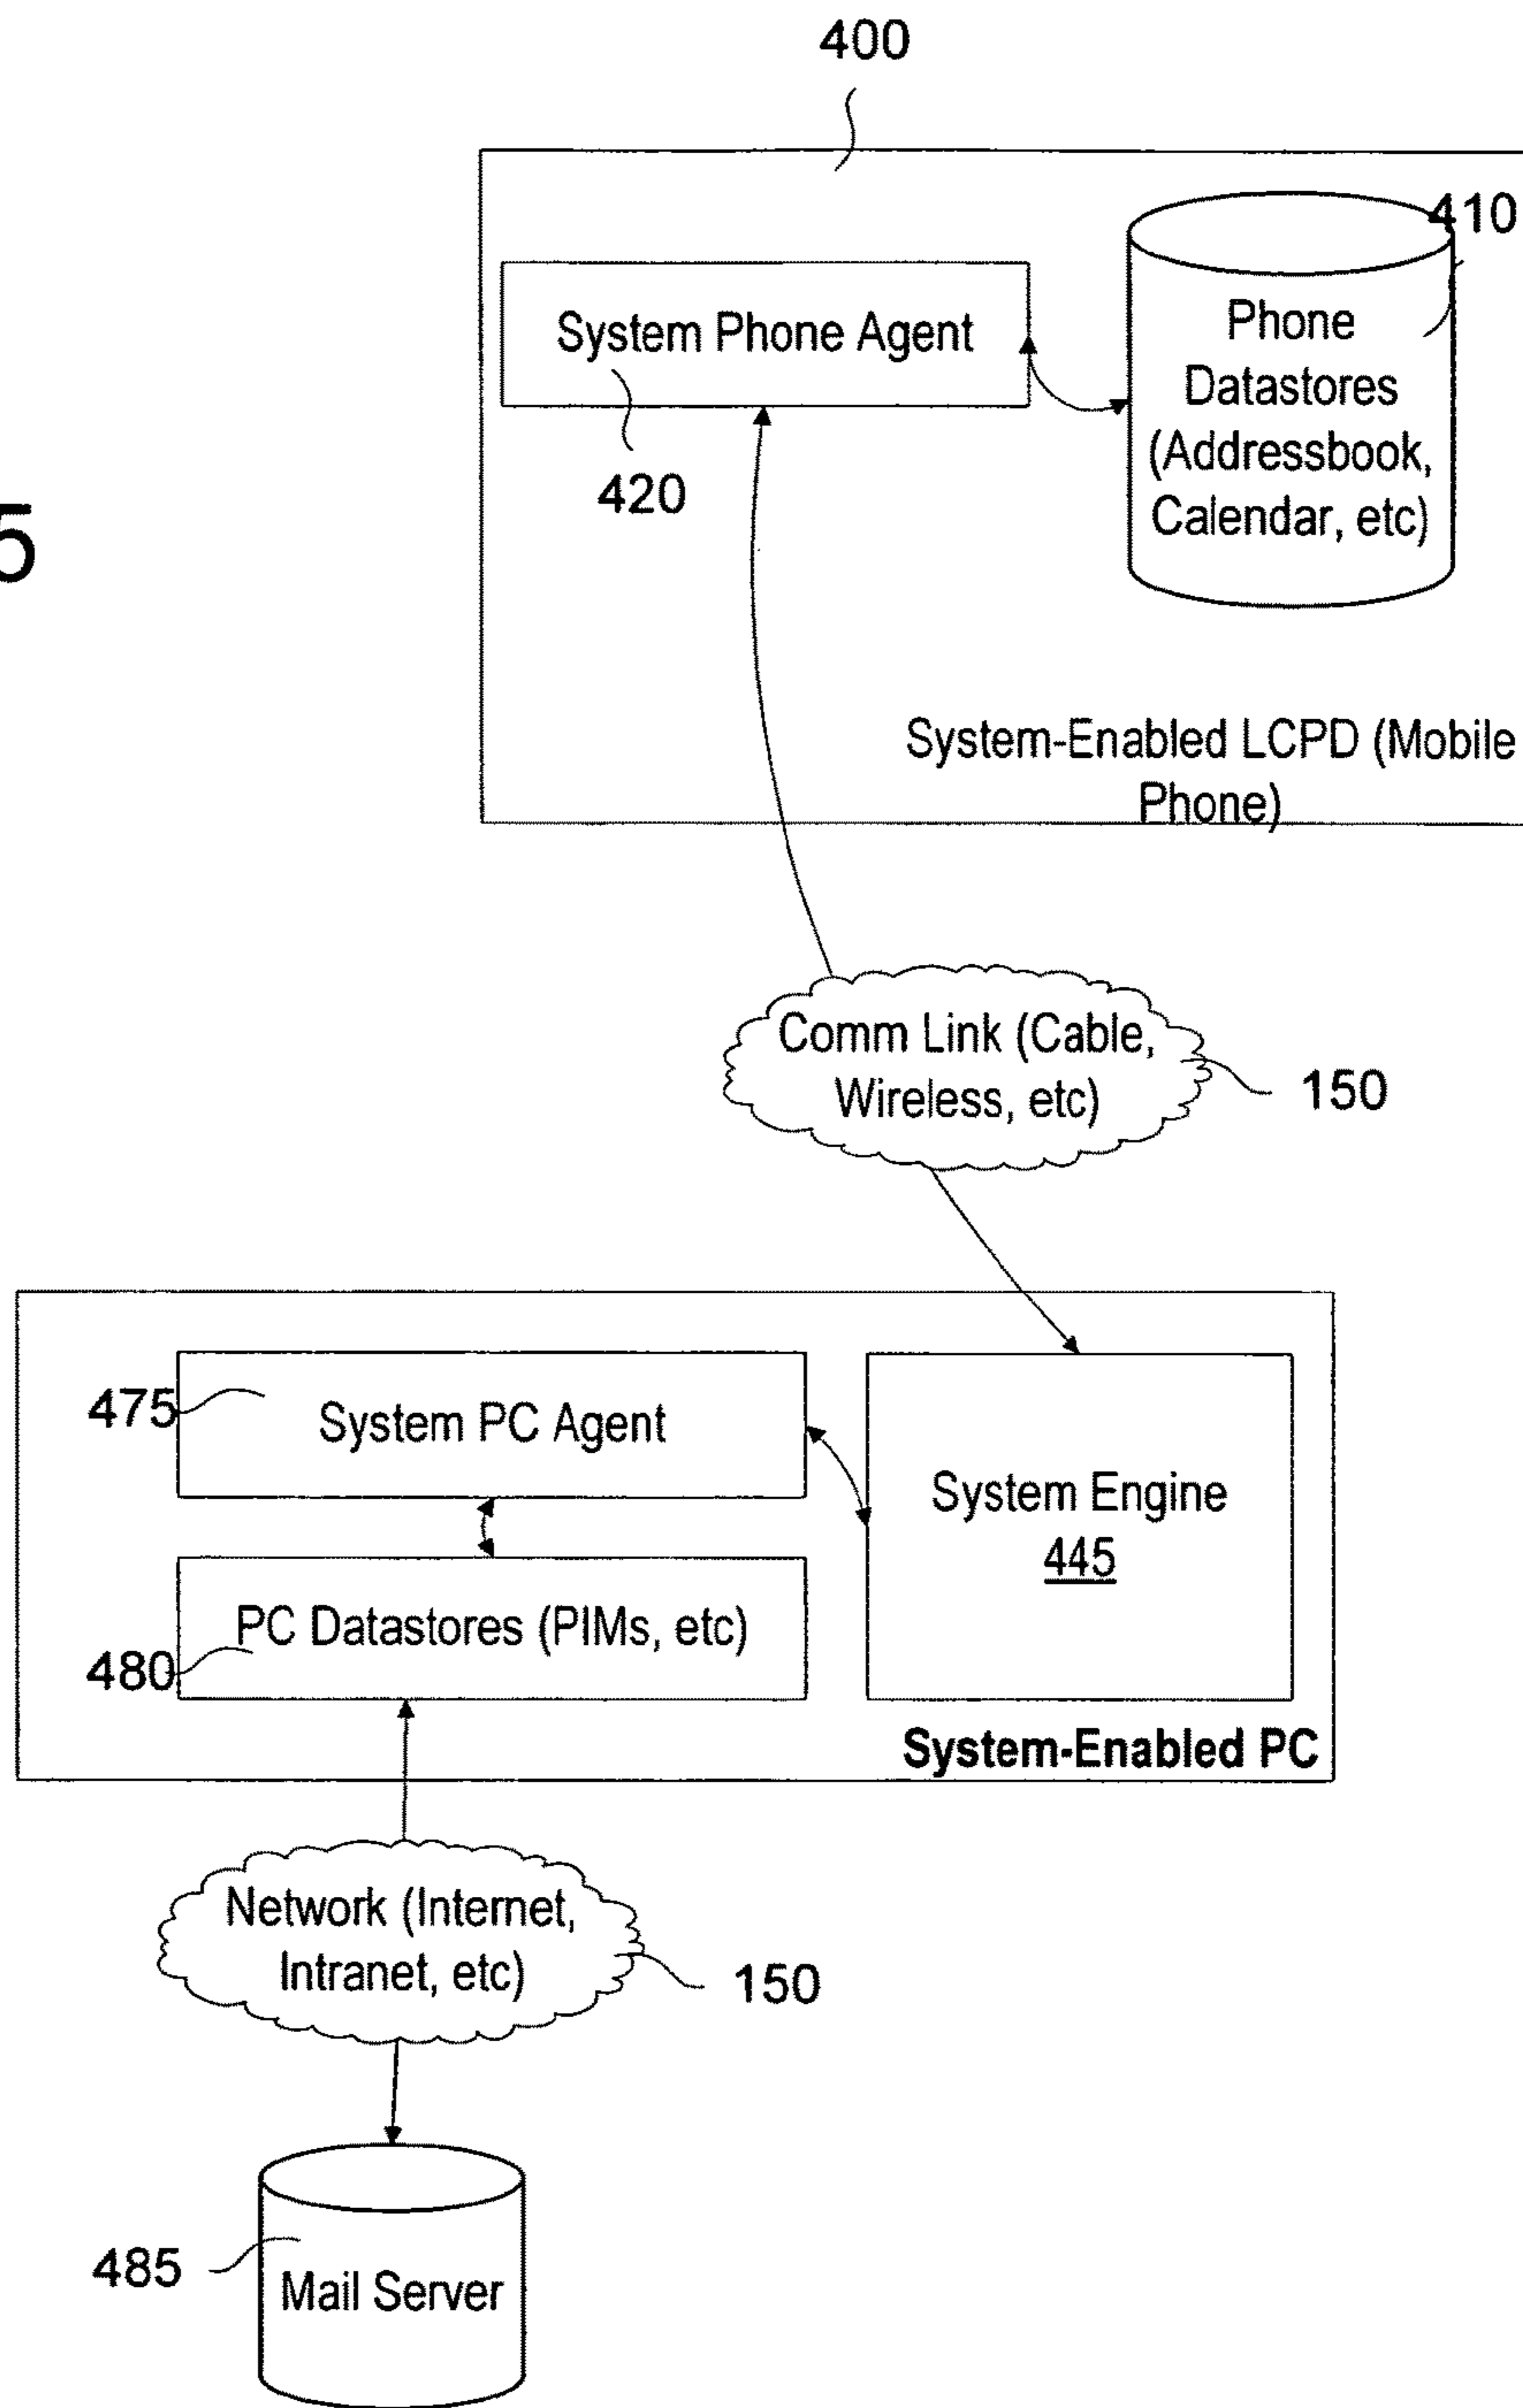 400
410
System Phone Agent
420
Phone
Datastores
(Addressbook,
Calendar, etc)
5
System-Enabled LCPD (Mobile
Phone)
Comm Link (Cable,
Wireless, etc)
150
475
System PC Agent
System Engine
445
PC Datastores (PIMs, etc)
480
System-Enabled PC
Network (Internet,
Intranet, etc)
150
485
Mail Server